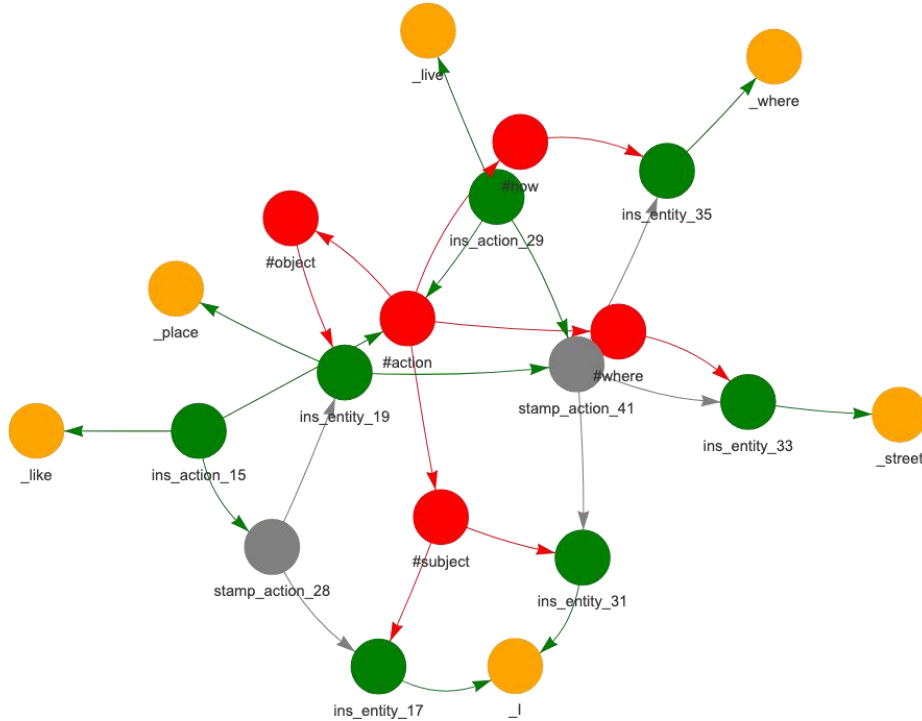 _live
_where
#how
ins_entity_35
ins_action_29
#object
_place
#action
#where
ins_entity_19
stamp_action_41
ins_entity_33
_street
_like
ins_action_15
#subject
stamp_action_28
ins_entity_31
ins_entity_17
_I